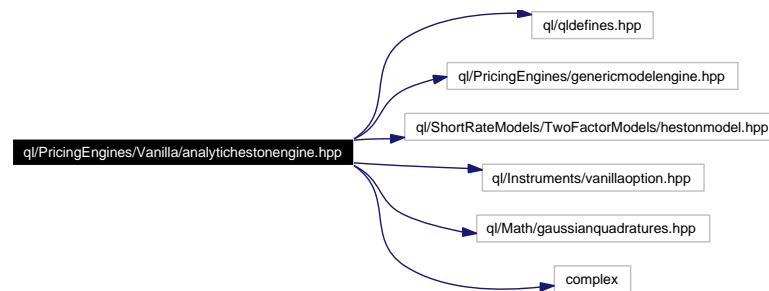 ql/qldefines.hpp
ql/PricingEngines/genericmodelengine.hpp
ql/ShortRateModels/TwoFactorModels/hestonmodel.hpp
ql/PricingEngines/Vanilla/analytichestonengine.hpp
ql/Instruments/vanillaoption.hpp
ql/Math/gaussianquadratures.hpp
complex